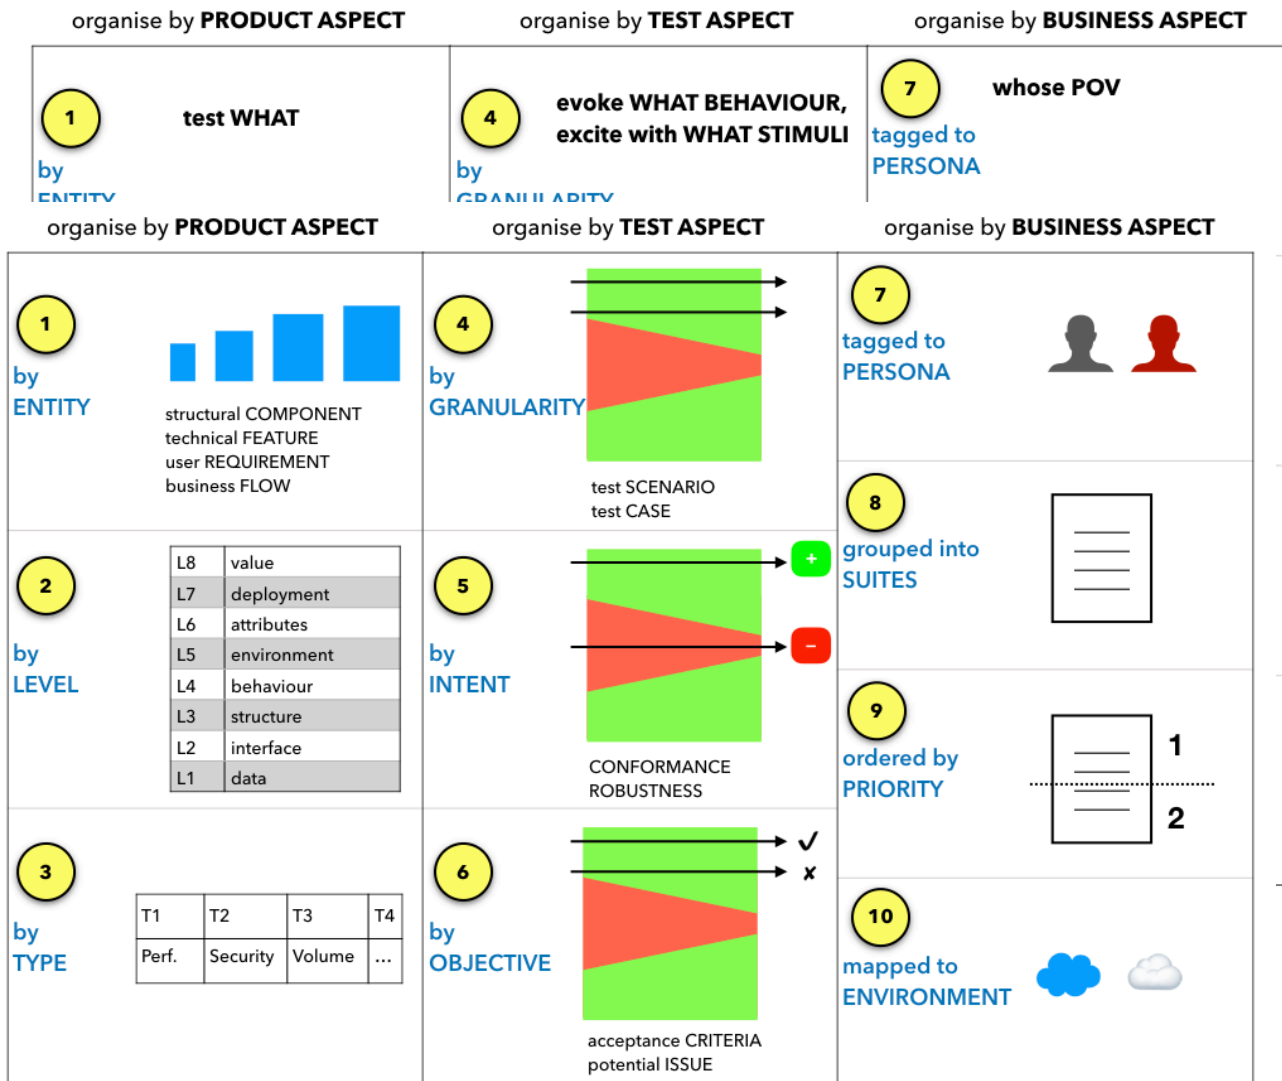 organise by PRODUCT ASPECT
organise by TEST ASPECT
organise by BUSINESS ASPECT
1
test WHAT
by
ENTITY
4
evoke WHAT BEHAVIOUR,
excite with WHAT STIMULI
by
GRANULARITY
7
whose POV
tagged to
PERSONA
organise by PRODUCT ASPECT
organise by TEST ASPECT
organise by BUSINESS ASPECT
1
by
ENTITY
structural COMPONENT
technical FEATURE
user REQUIREMENT
business FLOW
2
by
LEVEL
L8 value
L7 deployment
L6 attributes
L5 environment
L4 behaviour
L3 structure
L2 interface
L1 data
3
by
TYPE
T1 T2 T3 T4
Perf. Security Volume ...
4
by
GRANULARITY
test SCENARIO
test CASE
5
by
INTENT
+
−
CONFORMANCE
ROBUSTNESS
6
by
OBJECTIVE
✓
✗
acceptance CRITERIA
potential ISSUE
7
tagged to
PERSONA
8
grouped into
SUITES
9
ordered by
PRIORITY
1
2
10
mapped to
ENVIRONMENT